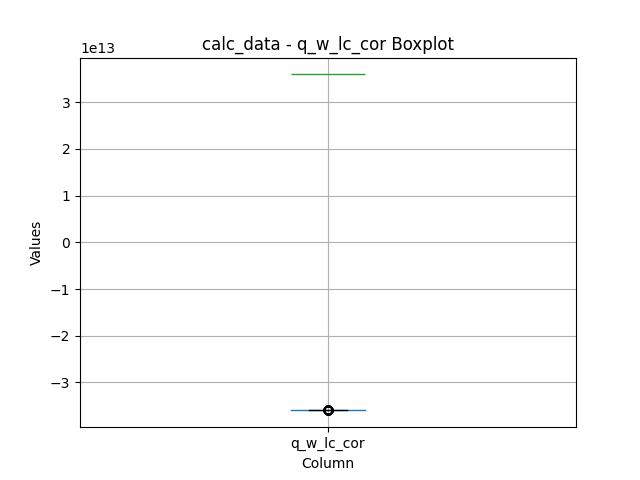 calc_data - q_w_lc_cor Boxplot
1e13
3
2
1
0
−1
−2
−3
Values
q_w_lc_cor
Column